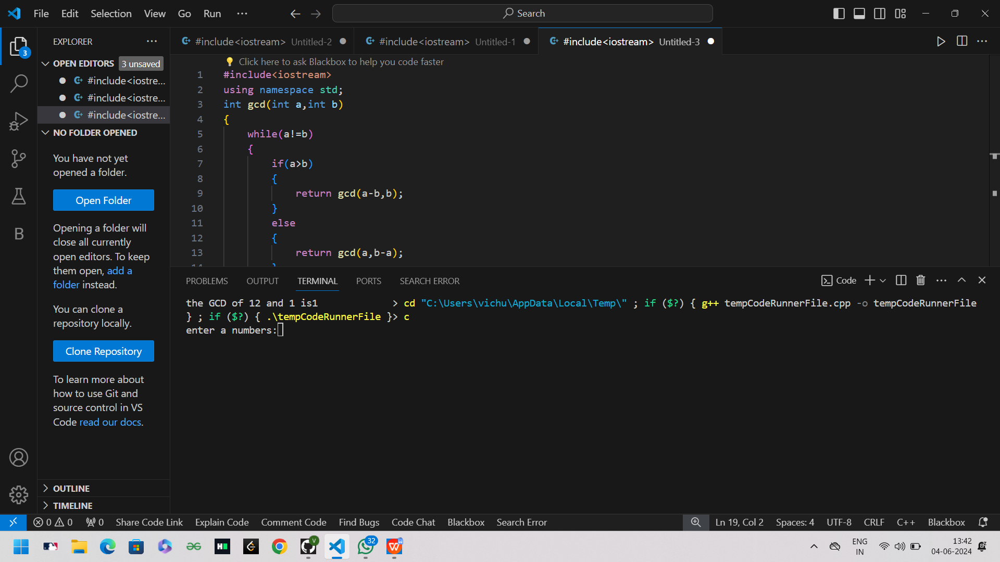 File Edit Selection View Go Run ···
Search
EXPLORER ···
3
OPEN EDITORS 3 unsaved
#include<iostre...
#include<iostre...
#include<iostre...
NO FOLDER OPENED
You have not yet
opened a folder.
Open Folder
Opening a folder will
close all currently
open editors. To keep
them open, add a
folder instead.
You can clone a
repository locally.
Clone Repository
To learn more about
how to use Git and
source control in VS
Code read our docs.
B
OUTLINE
TIMELINE
#include<iostream> Untitled-2 #include<iostream> Untitled-1 #include<iostream> Untitled-3
Click here to ask Blackbox to help you code faster
1 #include<iostream>
2 using namespace std;
3 int gcd(int a,int b)
4 {
5 while(a!=b)
6 {
7 if(a>b)
8 {
9 return gcd(a-b,b);
10 }
11 else
12 {
13 return gcd(a,b-a);
14 }
PROBLEMS OUTPUT TERMINAL PORTS SEARCH ERROR Code
the GCD of 12 and 1 is1 > cd "C:\Users\vichu\AppData\Local\Temp\" ; if ($?) { g++ tempCodeRunnerFile.cpp -o tempCodeRunnerFile
} ; if ($?) { .\tempCodeRunnerFile }> c
enter a numbers:
0 0 0 Share Code Link Explain Code Comment Code Find Bugs Code Chat Blackbox Search Error Ln 19, Col 2 Spaces: 4 UTF-8 CRLF C++ Blackbox
V 32 W
ENG
IN
13:42
04-06-2024